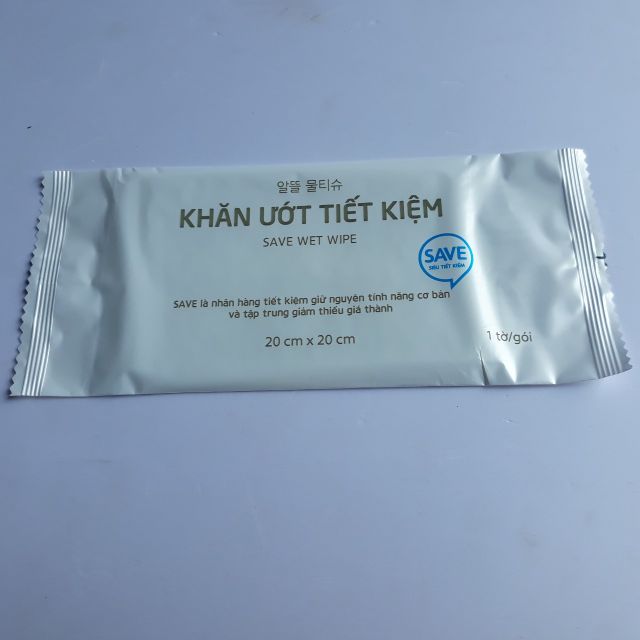 알뜰 물티슈
KHĂN ƯỚT TIẾT KIỆM
SAVE WET WIPE
SAVE
SIÊU TIẾT KIỆM
SAVE là nhãn hàng tiết kiệm giữ nguyên tính năng cơ bản
và tập trung giảm thiểu giá thành
20 cm x 20 cm
1 tờ/gói